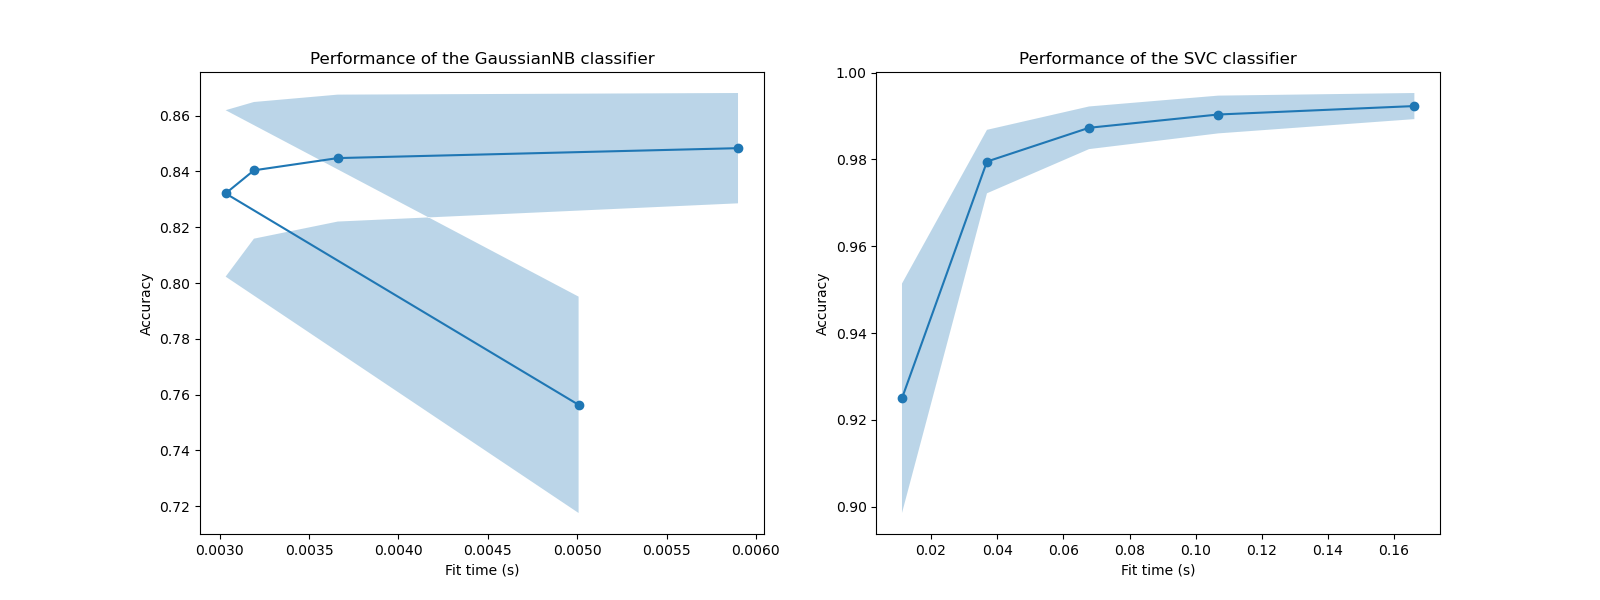 Performance of the GaussianNB classifier
0.86
0.84
0.82
0.80
0.78
0.76
0.74
0.72
Accuracy
0.0030 0.0035 0.0040 0.0045 0.0050 0.0055 0.0060
Fit time (s)
Performance of the SVC classifier
1.00
0.98
0.96
0.94
0.92
0.90
Accuracy
0.02 0.04 0.06 0.08 0.10 0.12 0.14 0.16
Fit time (s)